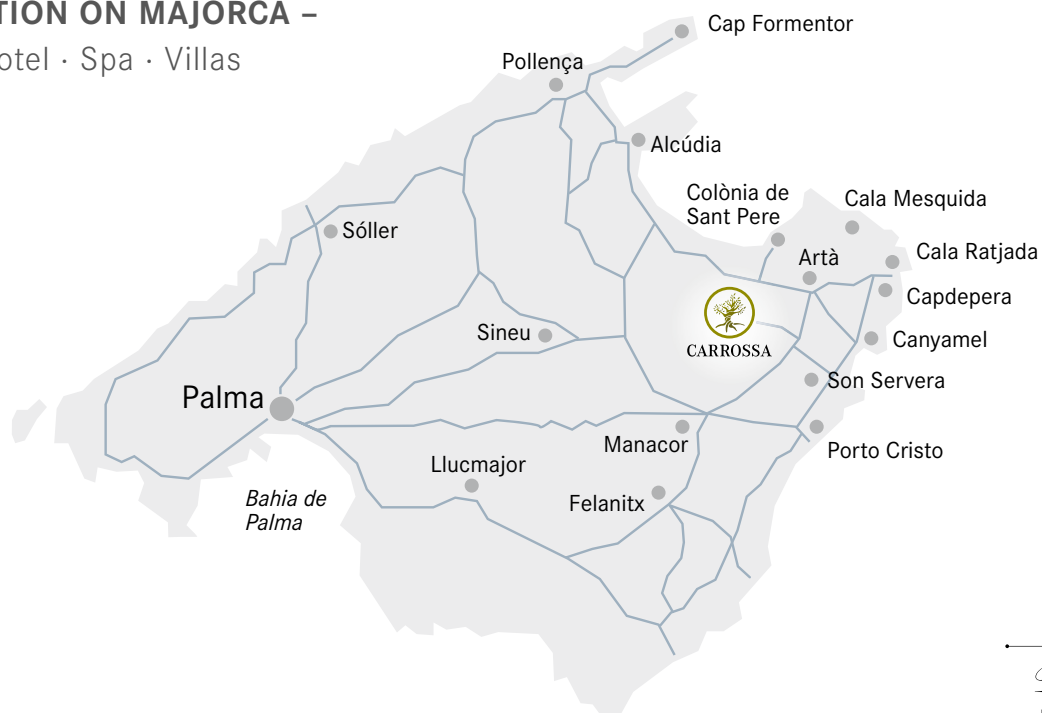 TION ON MAJORCA –
otel · Spa · Villas
Cap Formentor
Pollença
Alcúdia
Colònia de
Sant Pere
Cala Mesquida
Sóller
Artà
Cala Ratjada
Capdepera
Sineu
CARROSSA
Canyamel
Son Servera
Palma
Manacor
Porto Cristo
Llucmajor
Bahia de
Palma
Felanitx